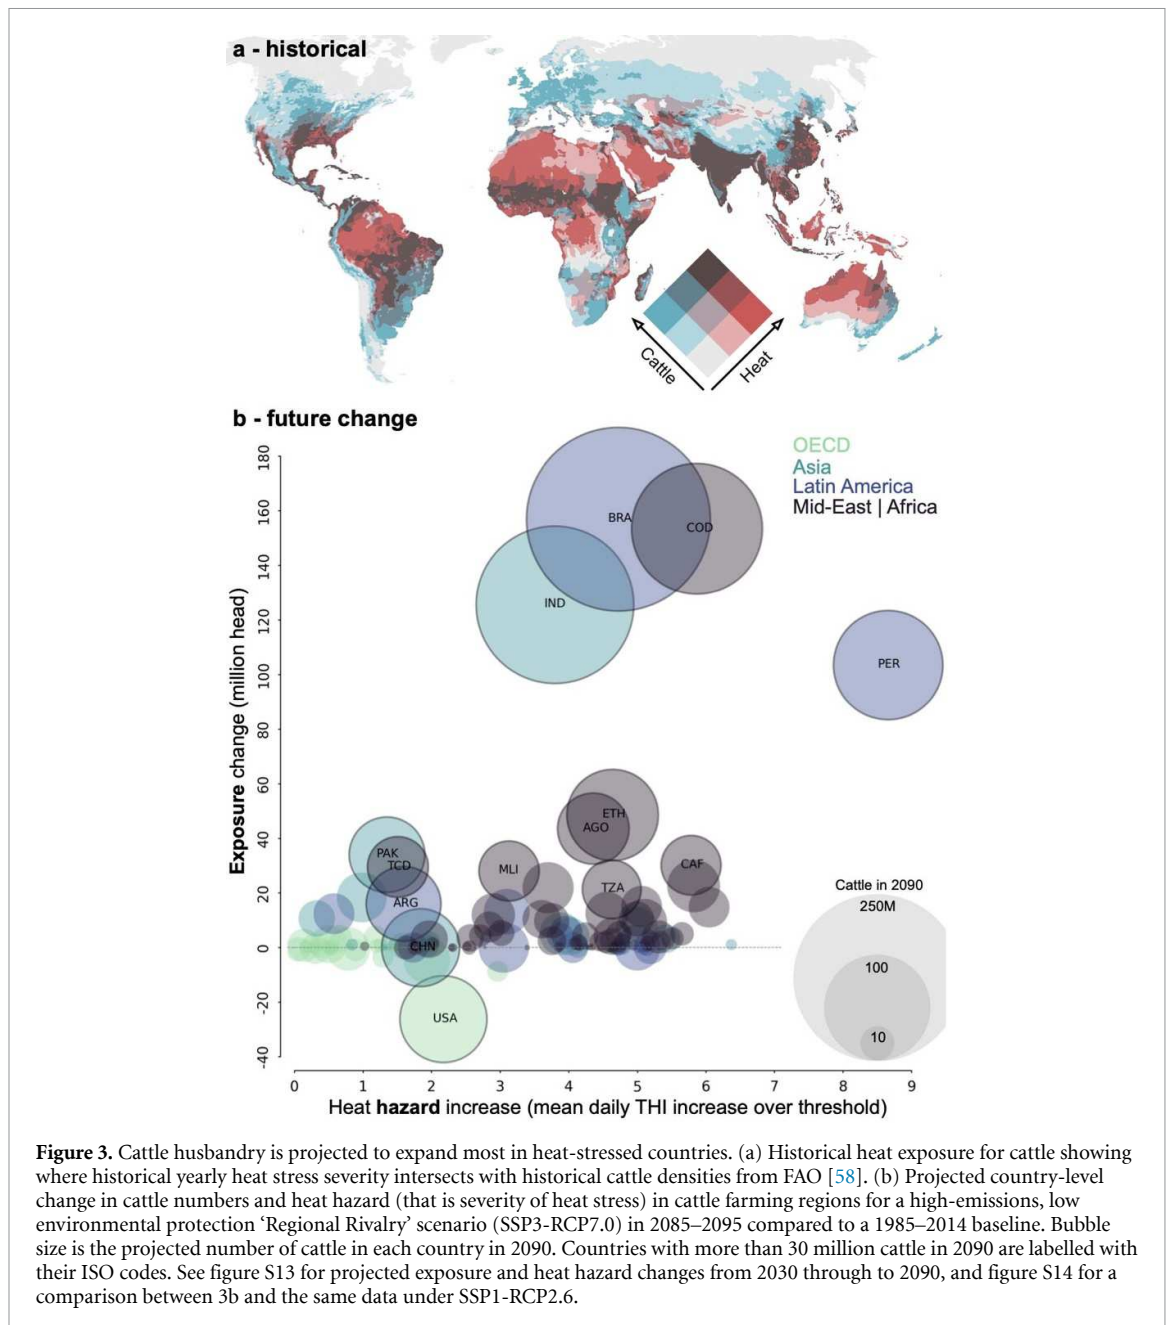 a - historical
Cattle
Heat
b - future change
OECD
Asia
Latin America
Mid-East | Africa
Exposure change (million head)
180
160
140
120
100
80
60
40
20
0
-20
-40
BRA
COD
IND
PER
ETH
AGO
PAK
TCD
MLI
CAF
TZA
ARG
CHN
USA
Cattle in 2090
250M
100
10
0 1 2 3 4 5 6 7 8 9
Heat hazard increase (mean daily THI increase over threshold)
Figure 3. Cattle husbandry is projected to expand most in heat-stressed countries. (a) Historical heat exposure for cattle showing
where historical yearly heat stress severity intersects with historical cattle densities from FAO [58]. (b) Projected country-level
change in cattle numbers and heat hazard (that is severity of heat stress) in cattle farming regions for a high-emissions, low
environmental protection ‘Regional Rivalry’ scenario (SSP3-RCP7.0) in 2085–2095 compared to a 1985–2014 baseline. Bubble
size is the projected number of cattle in each country in 2090. Countries with more than 30 million cattle in 2090 are labelled with
their ISO codes. See figure S13 for projected exposure and heat hazard changes from 2030 through to 2090, and figure S14 for a
comparison between 3b and the same data under SSP1-RCP2.6.